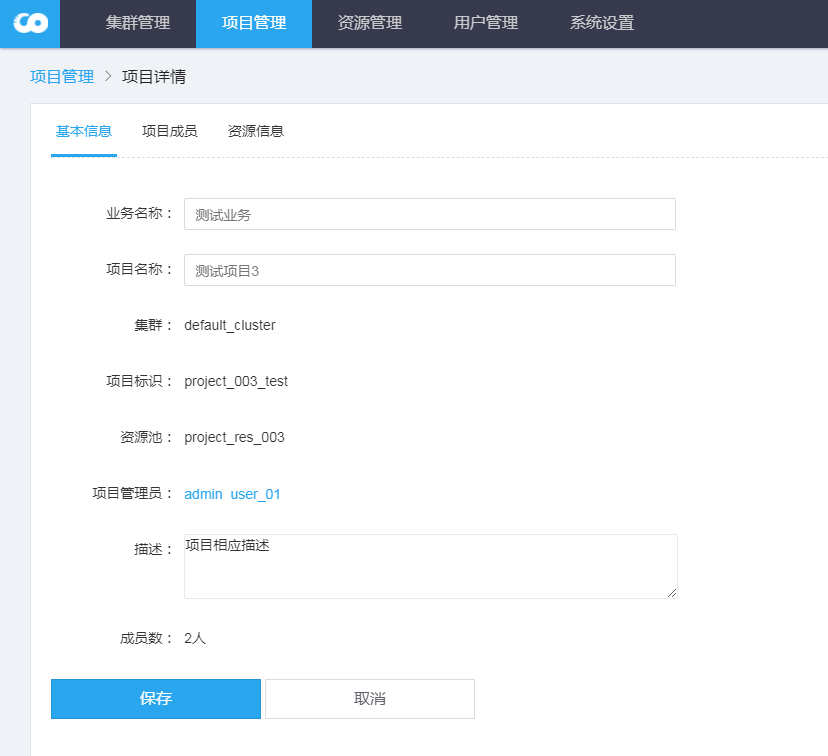 集群管理 项目管理 资源管理 用户管理 系统设置
项目管理 > 项目详情
基本信息 项目成员 资源信息
业务名称： 测试业务
项目名称： 测试项目3
集群： default_cluster
项目标识： project_003_test
资源池： project_res_003
项目管理员： admin user_01
描述： 项目相应描述
成员数： 2人
保存 取消